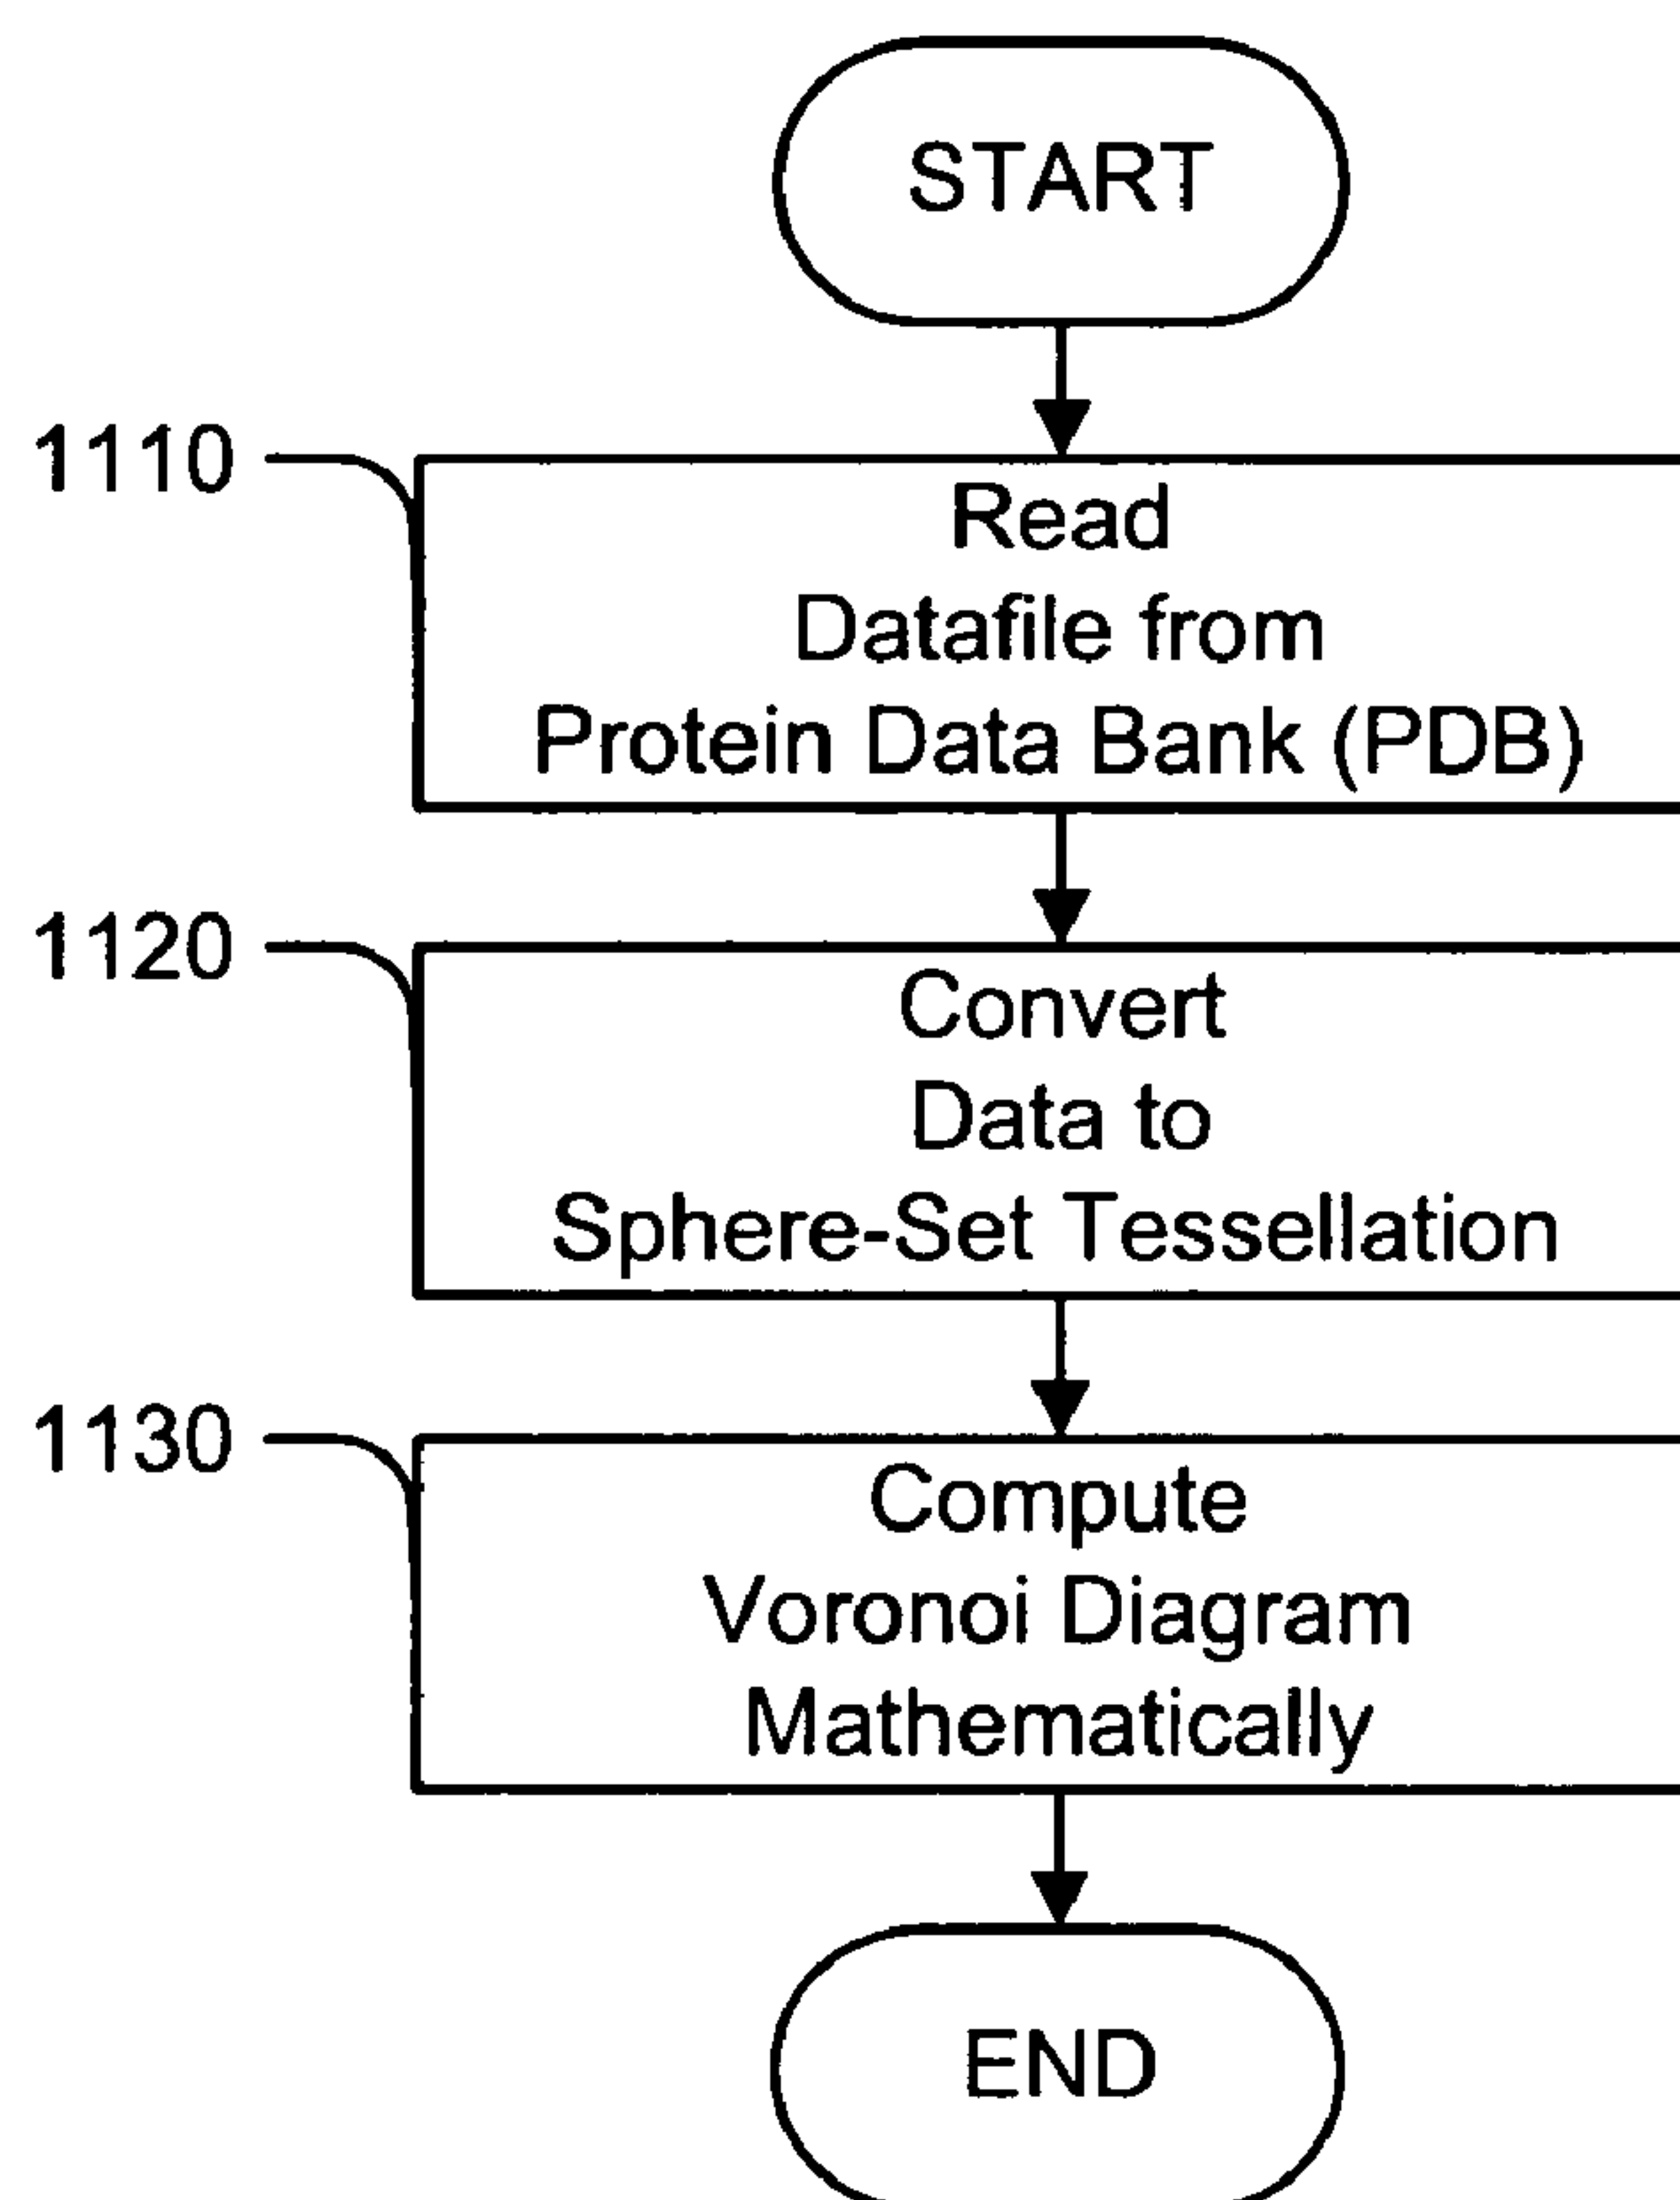 START
1110
Read
Datafile from
Protein Data Bank (PDB)
1120
Convert
Data to
Sphere-Set Tessellation
1130
Compute
Voronoi Diagram
Mathematically
END